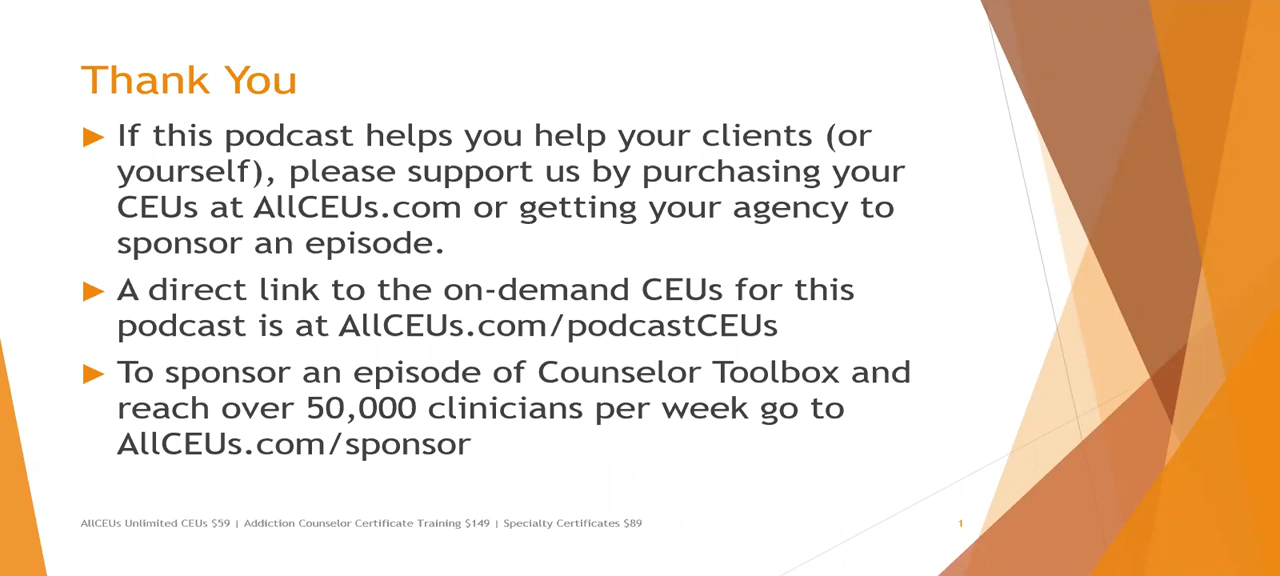 Thank You
If this podcast helps you help your clients (or
yourself), please support us by purchasing your
CEUs at AllCEUs.com or getting your agency to
sponsor an episode.
A direct link to the on-demand CEUs for this
podcast is at AllCEUs.com/podcastCEUs
To sponsor an episode of Counselor Toolbox and
reach over 50,000 clinicians per week go to
AllCEUs.com/sponsor
AllCEUs Unlimited CEUs $59 | Addiction Counselor Certificate Training $149 | Specialty Certificates $89
1